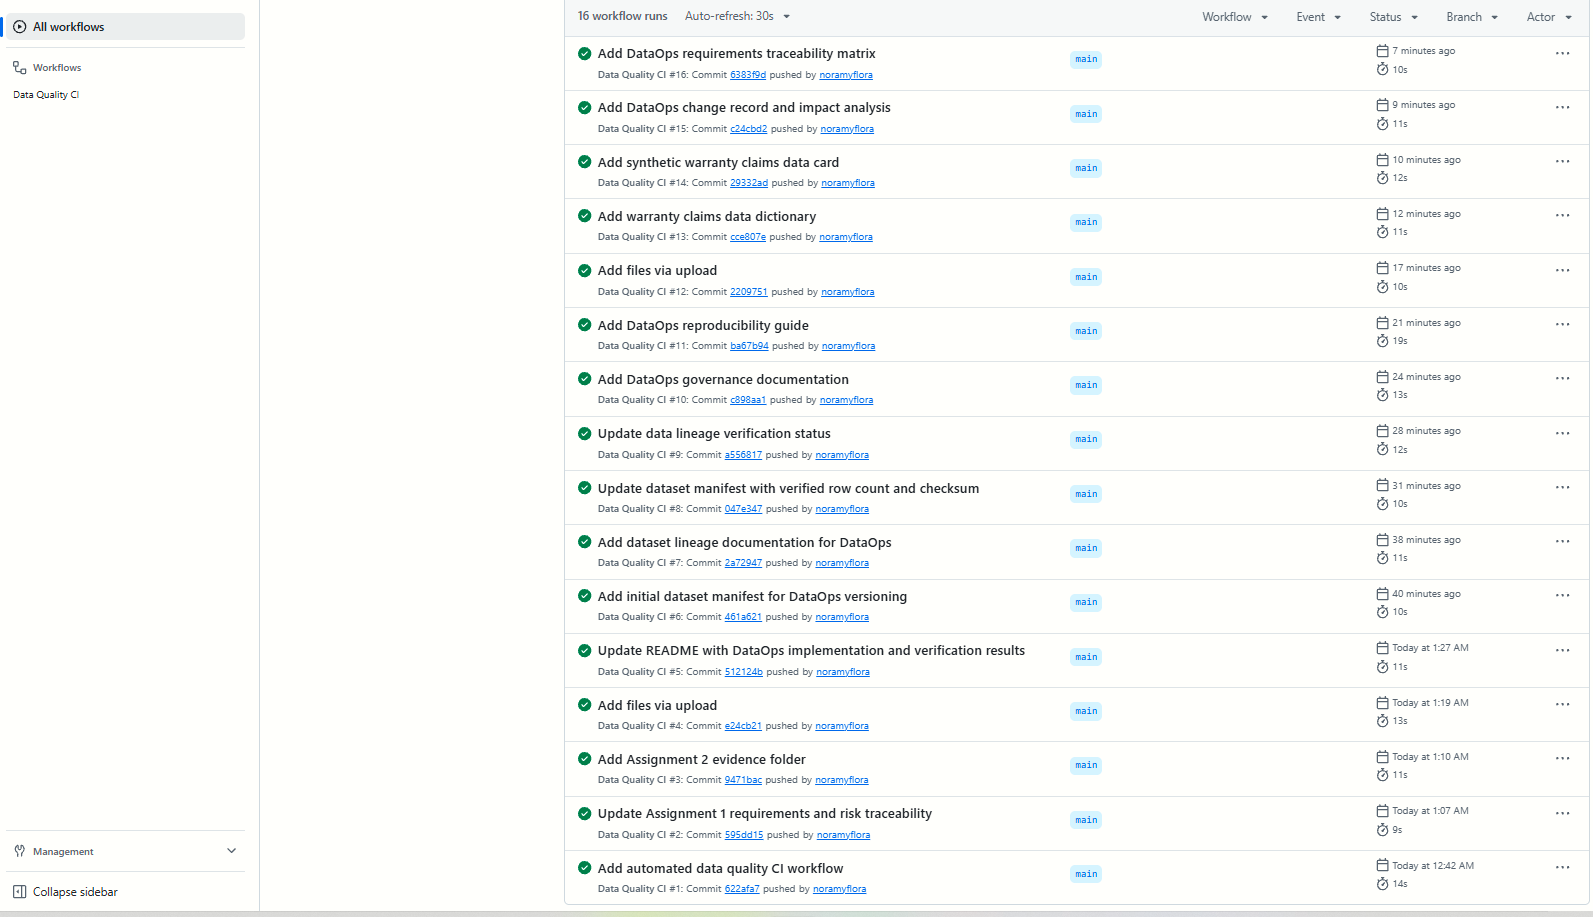 All workflows
Workflows
Data Quality CI
Management
Collapse sidebar
16 workflow runs Auto-refresh: 30s Workflow Event Status Branch Actor
Add DataOps requirements traceability matrix
Data Quality CI #16: Commit 6383f9d pushed by noramyflora
main
7 minutes ago
10s
Add DataOps change record and impact analysis
Data Quality CI #15: Commit c24cbd2 pushed by noramyflora
main
9 minutes ago
11s
Add synthetic warranty claims data card
Data Quality CI #14: Commit 29332ad pushed by noramyflora
main
10 minutes ago
12s
Add warranty claims data dictionary
Data Quality CI #13: Commit cce807e pushed by noramyflora
main
12 minutes ago
11s
Add files via upload
Data Quality CI #12: Commit 2209751 pushed by noramyflora
main
17 minutes ago
10s
Add DataOps reproducibility guide
Data Quality CI #11: Commit ba67b94 pushed by noramyflora
main
21 minutes ago
19s
Add DataOps governance documentation
Data Quality CI #10: Commit c898aa1 pushed by noramyflora
main
24 minutes ago
13s
Update data lineage verification status
Data Quality CI #9: Commit a556817 pushed by noramyflora
main
28 minutes ago
12s
Update dataset manifest with verified row count and checksum
Data Quality CI #8: Commit 047e347 pushed by noramyflora
main
31 minutes ago
10s
Add dataset lineage documentation for DataOps
Data Quality CI #7: Commit 2a72947 pushed by noramyflora
main
38 minutes ago
11s
Add initial dataset manifest for DataOps versioning
Data Quality CI #6: Commit 461a621 pushed by noramyflora
main
40 minutes ago
10s
Update README with DataOps implementation and verification results
Data Quality CI #5: Commit 512124b pushed by noramyflora
main
Today at 1:27 AM
11s
Add files via upload
Data Quality CI #4: Commit e24cb21 pushed by noramyflora
main
Today at 1:19 AM
13s
Add Assignment 2 evidence folder
Data Quality CI #3: Commit 9471bac pushed by noramyflora
main
Today at 1:10 AM
11s
Update Assignment 1 requirements and risk traceability
Data Quality CI #2: Commit 595dd15 pushed by noramyflora
main
Today at 1:07 AM
9s
Add automated data quality CI workflow
Data Quality CI #1: Commit 622afa7 pushed by noramyflora
main
Today at 12:42 AM
14s